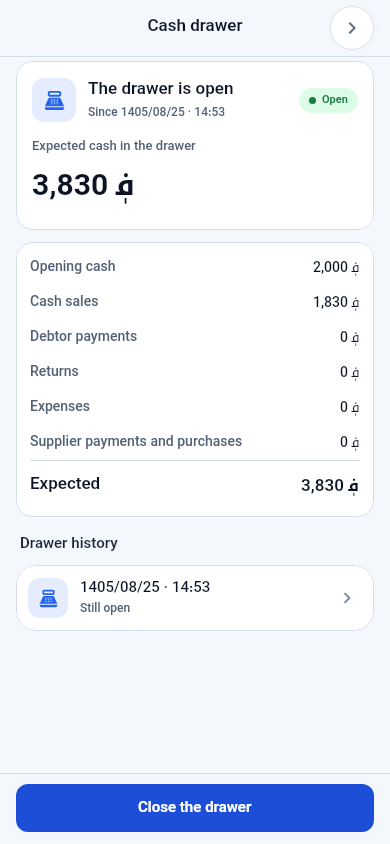 Cash drawer
The drawer is open
Since 1405/08/25 · 14:53
Open
Expected cash in the drawer
3,830 ؋
Opening cash
2,000 ؋
Cash sales
1,830 ؋
Debtor payments
0 ؋
Returns
0 ؋
Expenses
0 ؋
Supplier payments and purchases
0 ؋
Expected
3,830 ؋
Drawer history
1405/08/25 · 14:53
Still open
Close the drawer